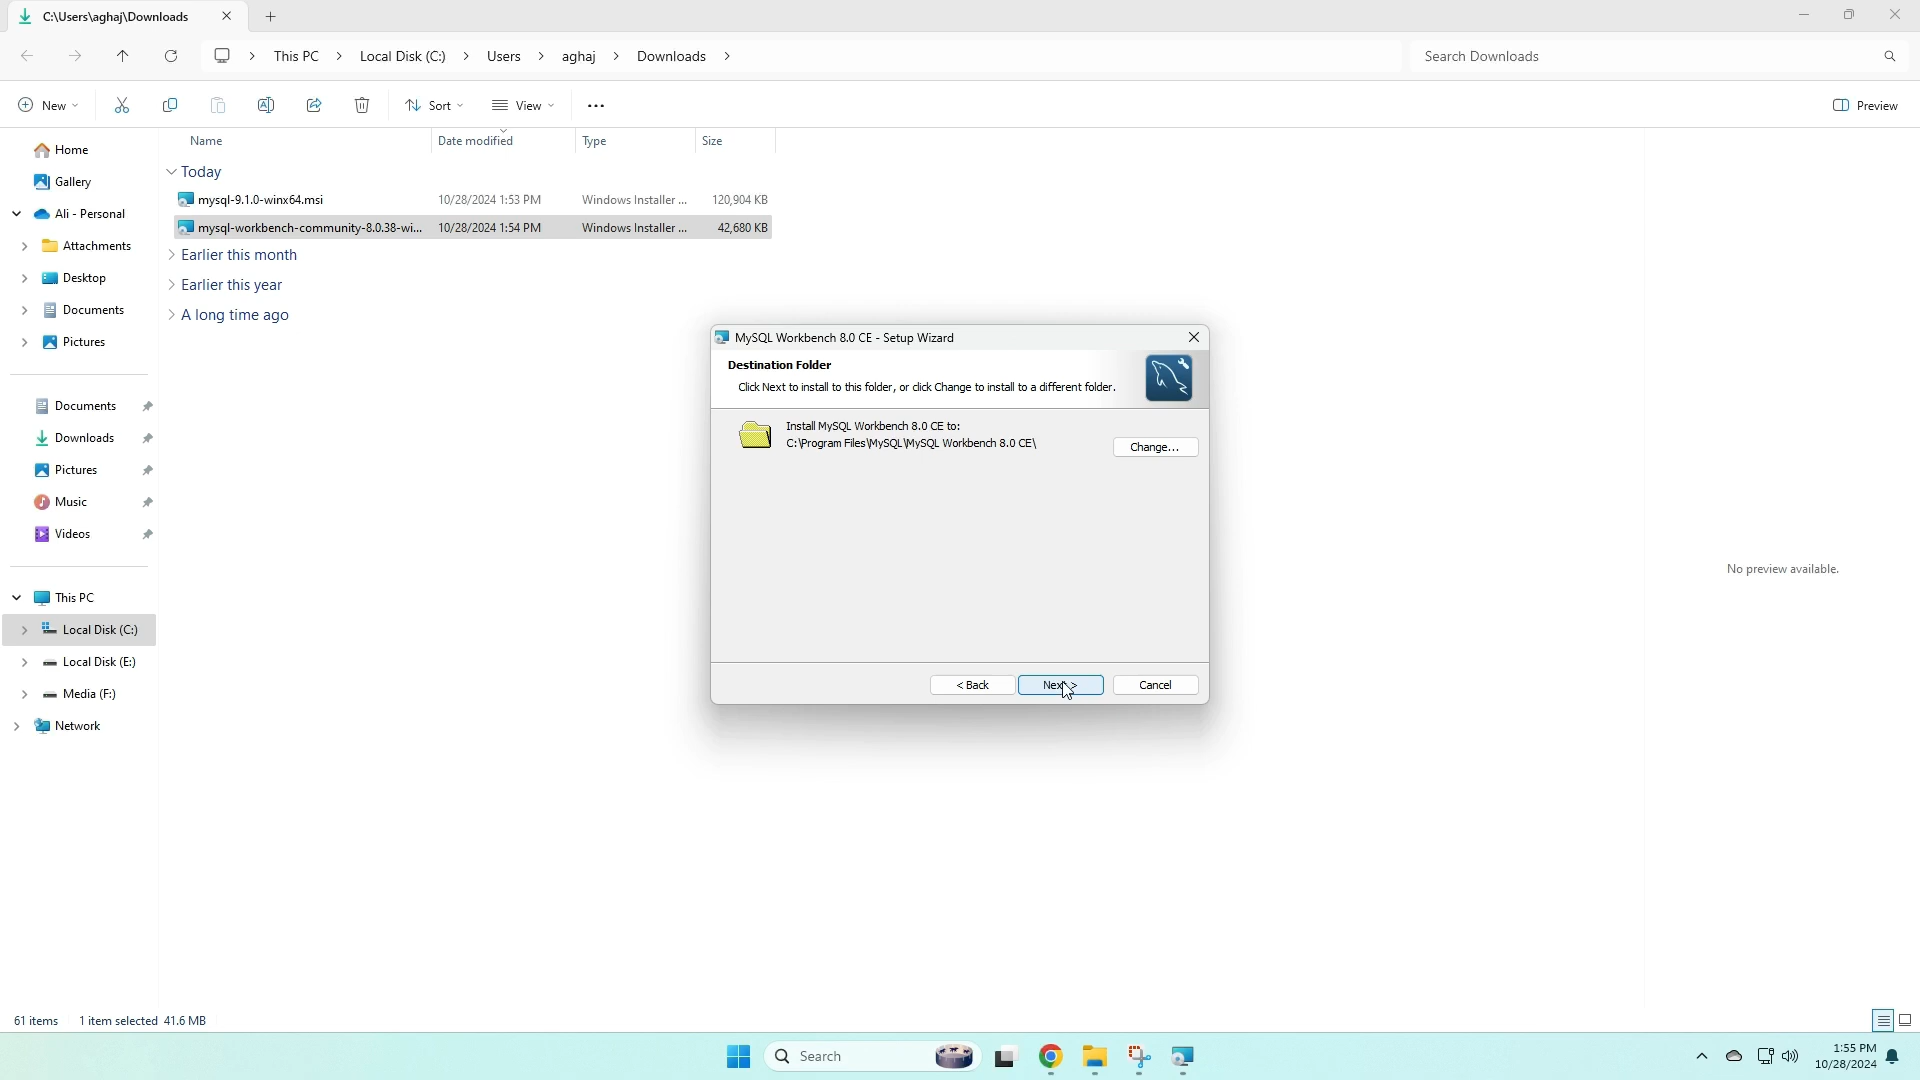 C:\Users\aghaj\Downloads
This PC > Local Disk (C:) > Users > aghaj > Downloads >
Search Downloads
New
Sort
View
Preview
Home
Gallery
Ali - Personal
Attachments
Desktop
Documents
Pictures
Documents
Downloads
Pictures
Music
Videos
This PC
Local Disk (C:)
Local Disk (E:)
Media (F:)
Network
Name Date modified Type Size
Today
mysql-9.1.0-winx64.msi 10/28/2024 1:53 PM Windows Installer ... 120,904 KB
mysql-workbench-community-8.0.38-wi... 10/28/2024 1:54 PM Windows Installer ... 42,680 KB
Earlier this month
Earlier this year
A long time ago
MySQL Workbench 8.0 CE - Setup Wizard
Destination Folder
Click Next to install to this folder, or click Change to install to a different folder.
Install MySQL Workbench 8.0 CE to:
C:\Program Files\MySQL\MySQL Workbench 8.0 CE\
Change...
< Back
Next >
Cancel
No preview available.
61 items 1 item selected 41.6 MB
Search
1:55 PM
10/28/2024